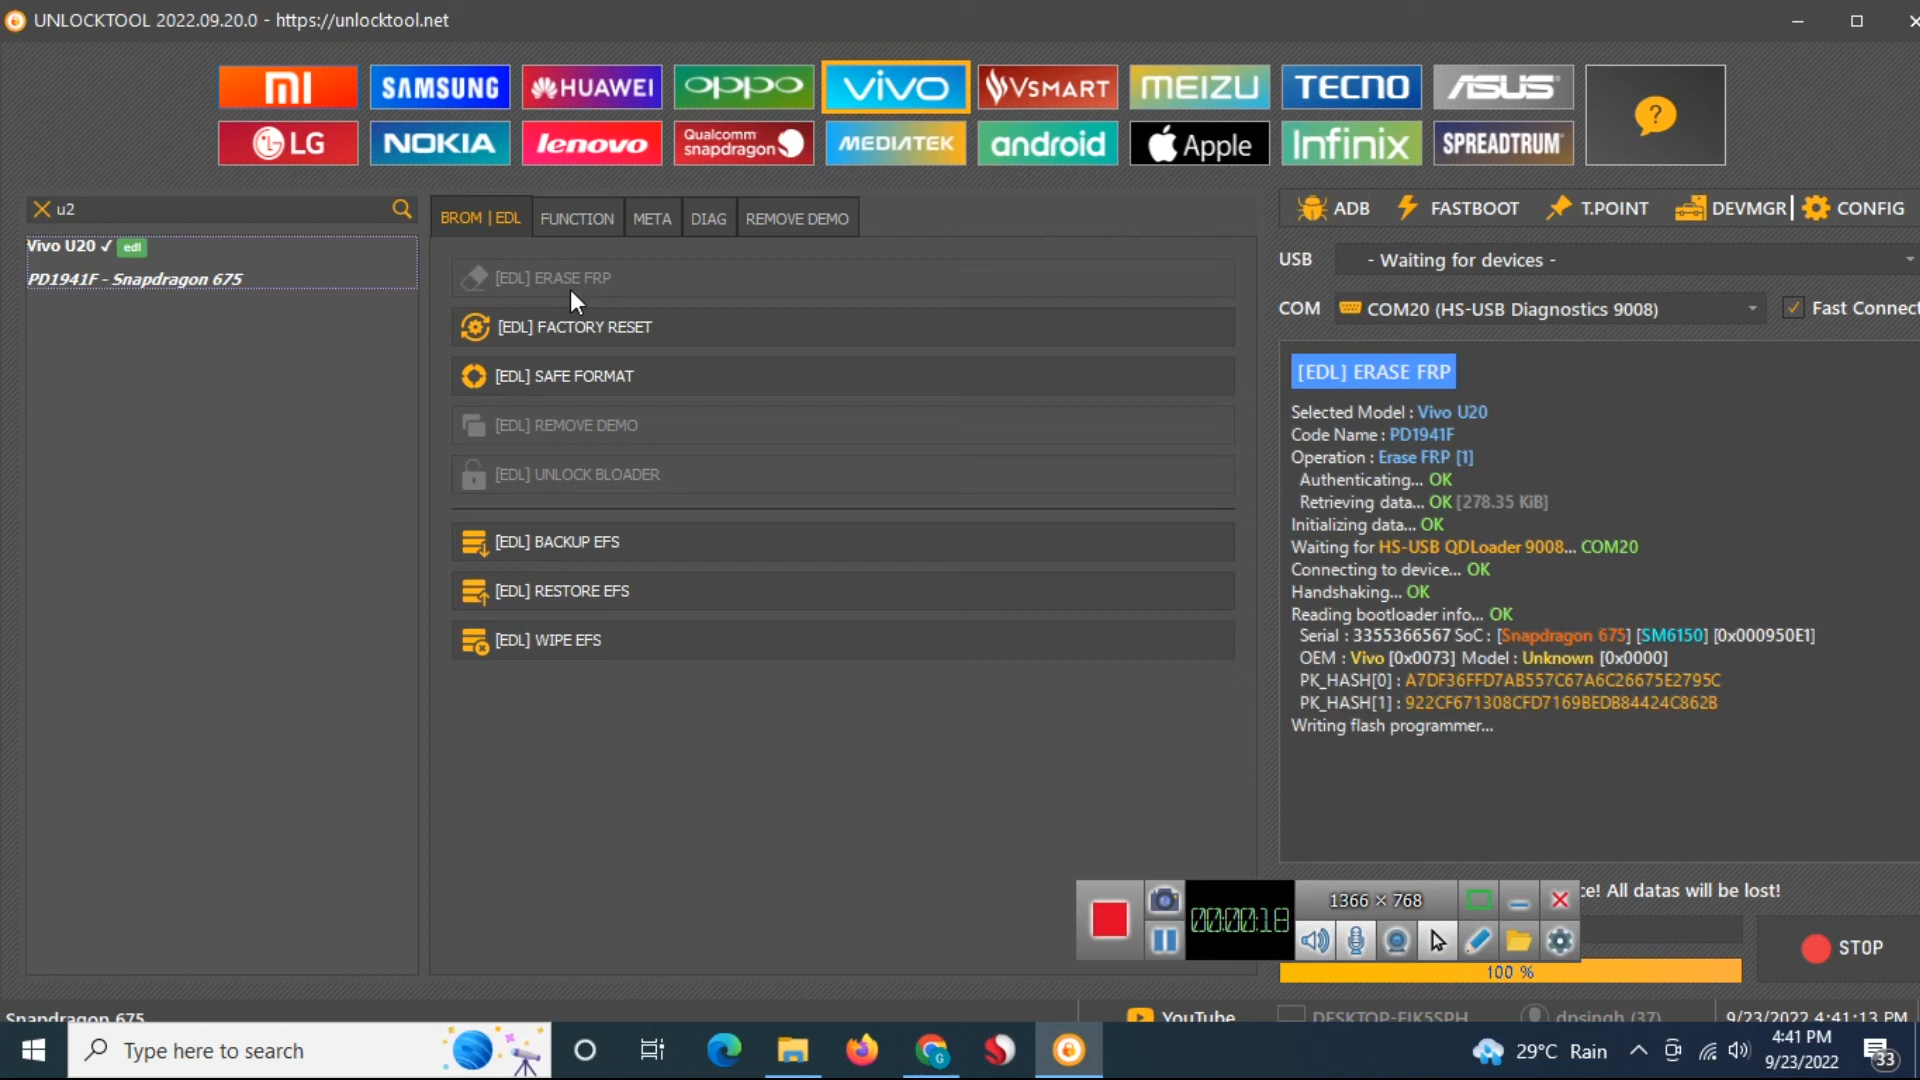 UNLOCKTOOL 2022.09.20.0 - https://unlocktool.net
mi SAMSUNG HUAWEI oppo vivo VSMART MEIZU TECNO ASUS ?
LG NOKIA lenovo Qualcomm snapdragon MEDIATEK android Apple Infinix SPREADTRUM
u2
Vivo U20 ✓ edl
PD1941F - Snapdragon 675
BROM | EDL FUNCTION META DIAG REMOVE DEMO
[EDL] ERASE FRP
[EDL] FACTORY RESET
[EDL] SAFE FORMAT
[EDL] REMOVE DEMO
[EDL] UNLOCK BLOADER
[EDL] BACKUP EFS
[EDL] RESTORE EFS
[EDL] WIPE EFS
ADB FASTBOOT T.POINT DEVMGR CONFIG
USB - Waiting for devices -
COM COM20 (HS-USB Diagnostics 9008) Fast Connect
[EDL] ERASE FRP
Selected Model : Vivo U20
Code Name : PD1941F
Operation : Erase FRP [1]
Authenticating... OK
Retrieving data... OK [278.35 KiB]
Initializing data... OK
Waiting for HS-USB QDLoader 9008... COM20
Connecting to device... OK
Handshaking... OK
Reading bootloader info... OK
Serial : 3355366567 SoC : [Snapdragon 675] [SM6150] [0x000950E1]
OEM : Vivo [0x0073] Model : Unknown [0x0000]
PK_HASH[0] : A7DF36FFD7AB557C67A6C26675E2795C
PK_HASH[1] : 922CF671308CFD7169BEDB84424C862B
Writing flash programmer...
ce! All datas will be lost!
00:00:18
1366 × 768
100 %
STOP
Snapdragon 675
YouTube DESKTOP-FIK5SPH dpsingh (37) 9/23/2022 4:41:13 PM
Type here to search
29°C Rain
4:41 PM
9/23/2022
33